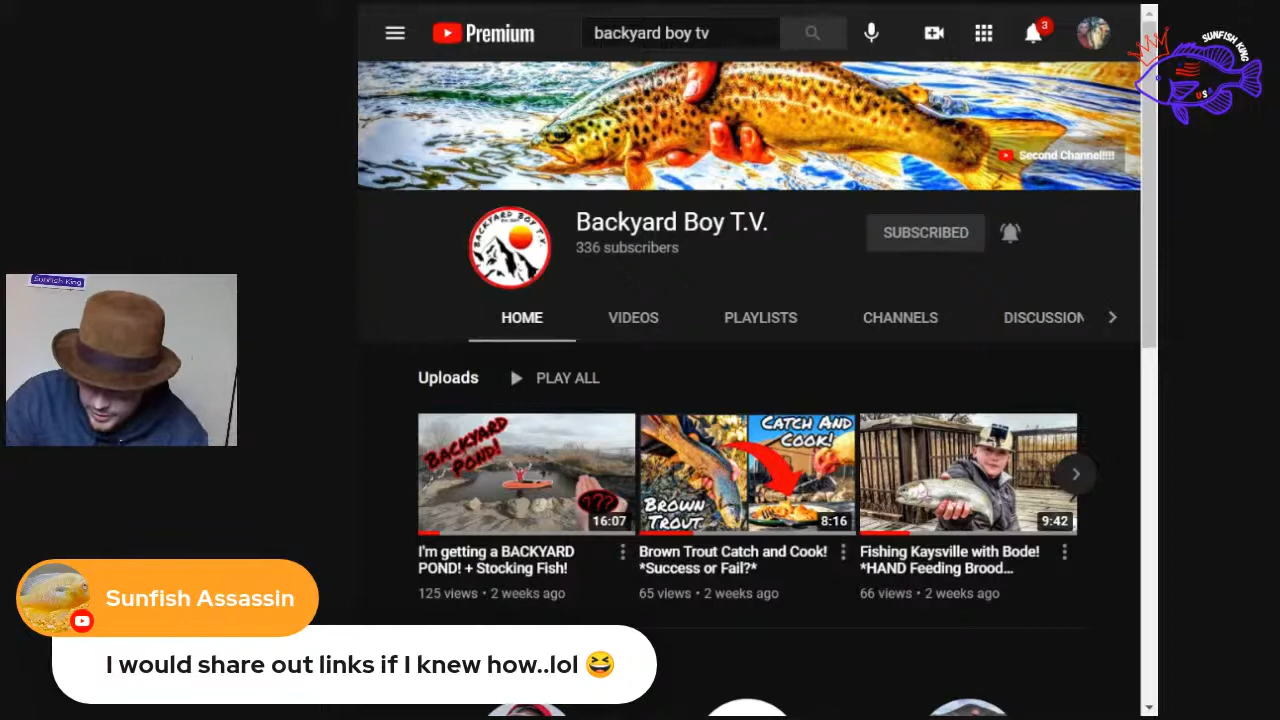 Premium
backyard boy tv
3
SUNFISH KING
US
Second Channel!!!!
BACKYARD BOY T.V.
Backyard Boy T.V.
336 subscribers
SUBSCRIBED
HOME
VIDEOS
PLAYLISTS
CHANNELS
DISCUSSION
Sunfish King
Uploads
PLAY ALL
BACKYARD POND!
???
16:07
CATCH AND COOK!
BROWN TROUT
8:16
9:42
I'm getting a BACKYARD
POND! + Stocking Fish!
125 views • 2 weeks ago
Brown Trout Catch and Cook!
*Success or Fail?*
65 views • 2 weeks ago
Fishing Kaysville with Bode!
*HAND Feeding Brood...
66 views • 2 weeks ago
Sunfish Assassin
I would share out links if I knew how..lol 😆